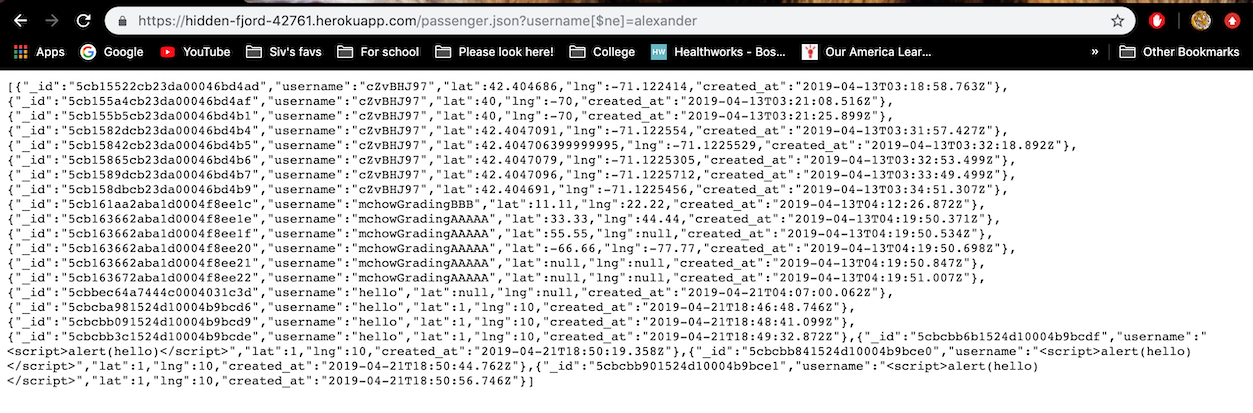 https://hidden-fjord-42761.herokuapp.com/passenger.json?username[$ne]=alexander
Apps Google YouTube Siv's favs For school Please look here! College HW Healthworks - Bos... Our America Lear... » Other Bookmarks
[{"_id":"5cb15522cb23da00046bd4ad","username":"cZvBHJ97","lat":42.404686,"lng":-71.122414,"created_at":"2019-04-13T03:18:58.763Z"},
{"_id":"5cb155a4cb23da00046bd4af","username":"cZvBHJ97","lat":40,"lng":-70,"created_at":"2019-04-13T03:21:08.516Z"},
{"_id":"5cb155b5cb23da00046bd4b1","username":"cZvBHJ97","lat":40,"lng":-70,"created_at":"2019-04-13T03:21:25.899Z"},
{"_id":"5cb1582dcb23da00046bd4b4","username":"cZvBHJ97","lat":42.4047091,"lng":-71.122554,"created_at":"2019-04-13T03:31:57.427Z"},
{"_id":"5cb15842cb23da00046bd4b5","username":"cZvBHJ97","lat":42.404706399999995,"lng":-71.1225529,"created_at":"2019-04-13T03:32:18.892Z"},
{"_id":"5cb15865cb23da00046bd4b6","username":"cZvBHJ97","lat":42.4047079,"lng":-71.1225305,"created_at":"2019-04-13T03:32:53.499Z"},
{"_id":"5cb1589dcb23da00046bd4b7","username":"cZvBHJ97","lat":42.4047096,"lng":-71.1225712,"created_at":"2019-04-13T03:33:49.499Z"},
{"_id":"5cb158dbcb23da00046bd4b9","username":"cZvBHJ97","lat":42.404691,"lng":-71.1225456,"created_at":"2019-04-13T03:34:51.307Z"},
{"_id":"5cb161aa2aba1d0004f8ee1c","username":"mchowGradingBBB","lat":11.11,"lng":22.22,"created_at":"2019-04-13T04:12:26.872Z"},
{"_id":"5cb163662aba1d0004f8ee1e","username":"mchowGradingAAAAA","lat":33.33,"lng":44.44,"created_at":"2019-04-13T04:19:50.371Z"},
{"_id":"5cb163662aba1d0004f8ee1f","username":"mchowGradingAAAAA","lat":55.55,"lng":null,"created_at":"2019-04-13T04:19:50.534Z"},
{"_id":"5cb163662aba1d0004f8ee20","username":"mchowGradingAAAAA","lat":-66.66,"lng":-77.77,"created_at":"2019-04-13T04:19:50.698Z"},
{"_id":"5cb163662aba1d0004f8ee21","username":"mchowGradingAAAAA","lat":null,"lng":null,"created_at":"2019-04-13T04:19:50.847Z"},
{"_id":"5cb163672aba1d0004f8ee22","username":"mchowGradingAAAAA","lat":null,"lng":null,"created_at":"2019-04-13T04:19:51.007Z"},
{"_id":"5cbbec64a7444c0004031c3d","username":"hello","lat":null,"lng":null,"created_at":"2019-04-21T04:07:00.062Z"},
{"_id":"5cbcba981524d10004b9bcd6","username":"hello","lat":1,"lng":10,"created_at":"2019-04-21T18:46:48.746Z"},
{"_id":"5cbcbb091524d10004b9bcd9","username":"hello","lat":1,"lng":10,"created_at":"2019-04-21T18:48:41.099Z"},
{"_id":"5cbcbb3c1524d10004b9bcde","username":"hello","lat":1,"lng":10,"created_at":"2019-04-21T18:49:32.872Z"},{"_id":"5cbcbb6b1524d10004b9bcdf","username":"
<script>alert(hello)</script>","lat":1,"lng":10,"created_at":"2019-04-21T18:50:19.358Z"},{"_id":"5cbcbb841524d10004b9bce0","username":"<script>alert(hello)
</script>","lat":1,"lng":10,"created_at":"2019-04-21T18:50:44.762Z"},{"_id":"5cbcbb901524d10004b9bce1","username":"<script>alert(hello)
</script>","lat":1,"lng":10,"created_at":"2019-04-21T18:50:56.746Z"}]